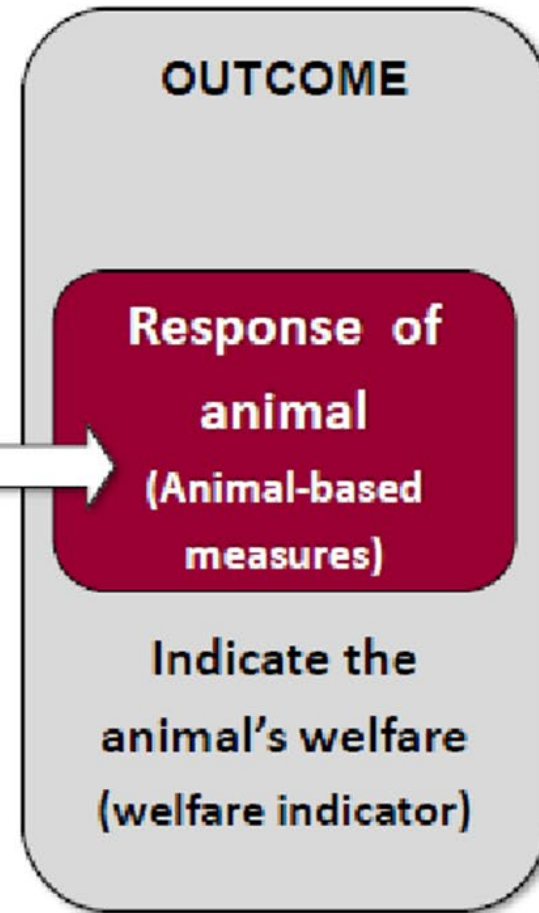 OUTCOME
Response of
animal
(Animal-based
measures)
Indicate the
animal’s welfare
(welfare indicator)